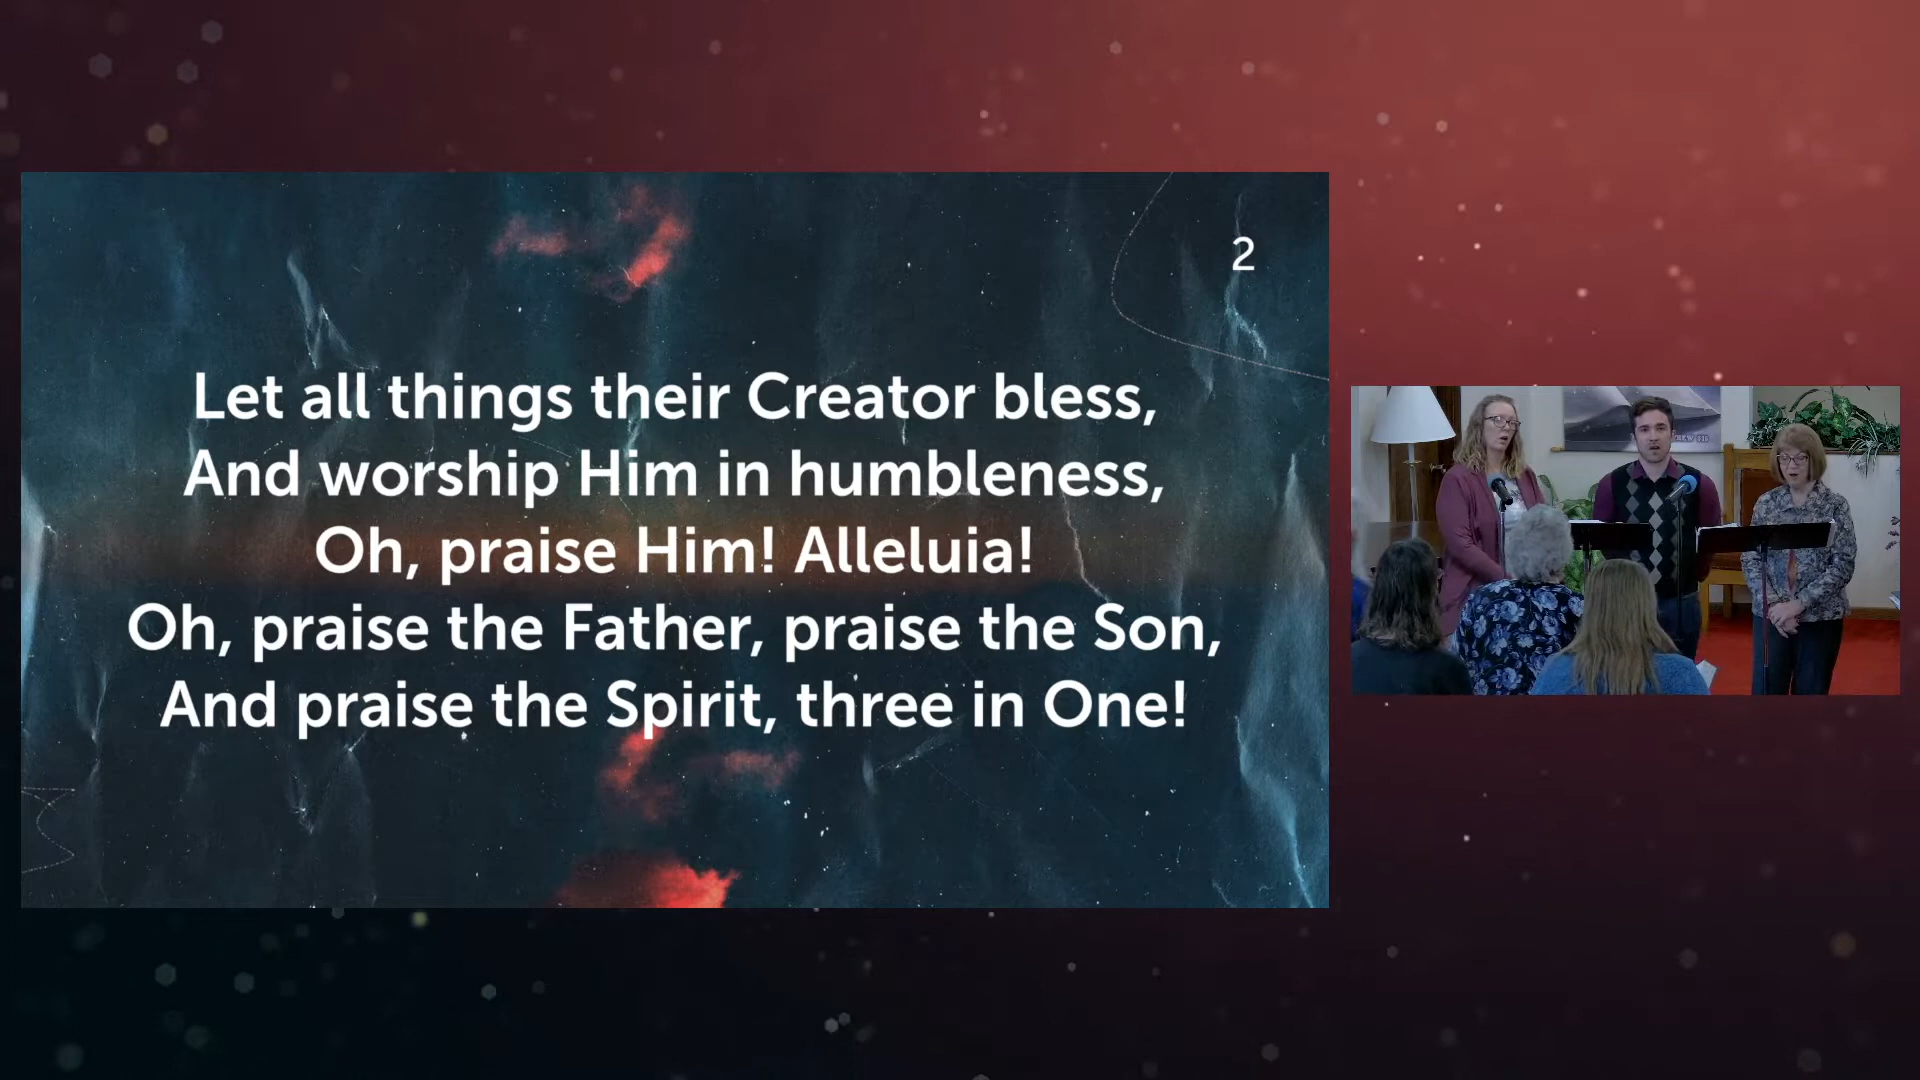 2
Let all things their Creator bless,
And worship Him in humbleness,
Oh, praise Him! Alleluia!
Oh, praise the Father, praise the Son,
And praise the Spirit, three in One!